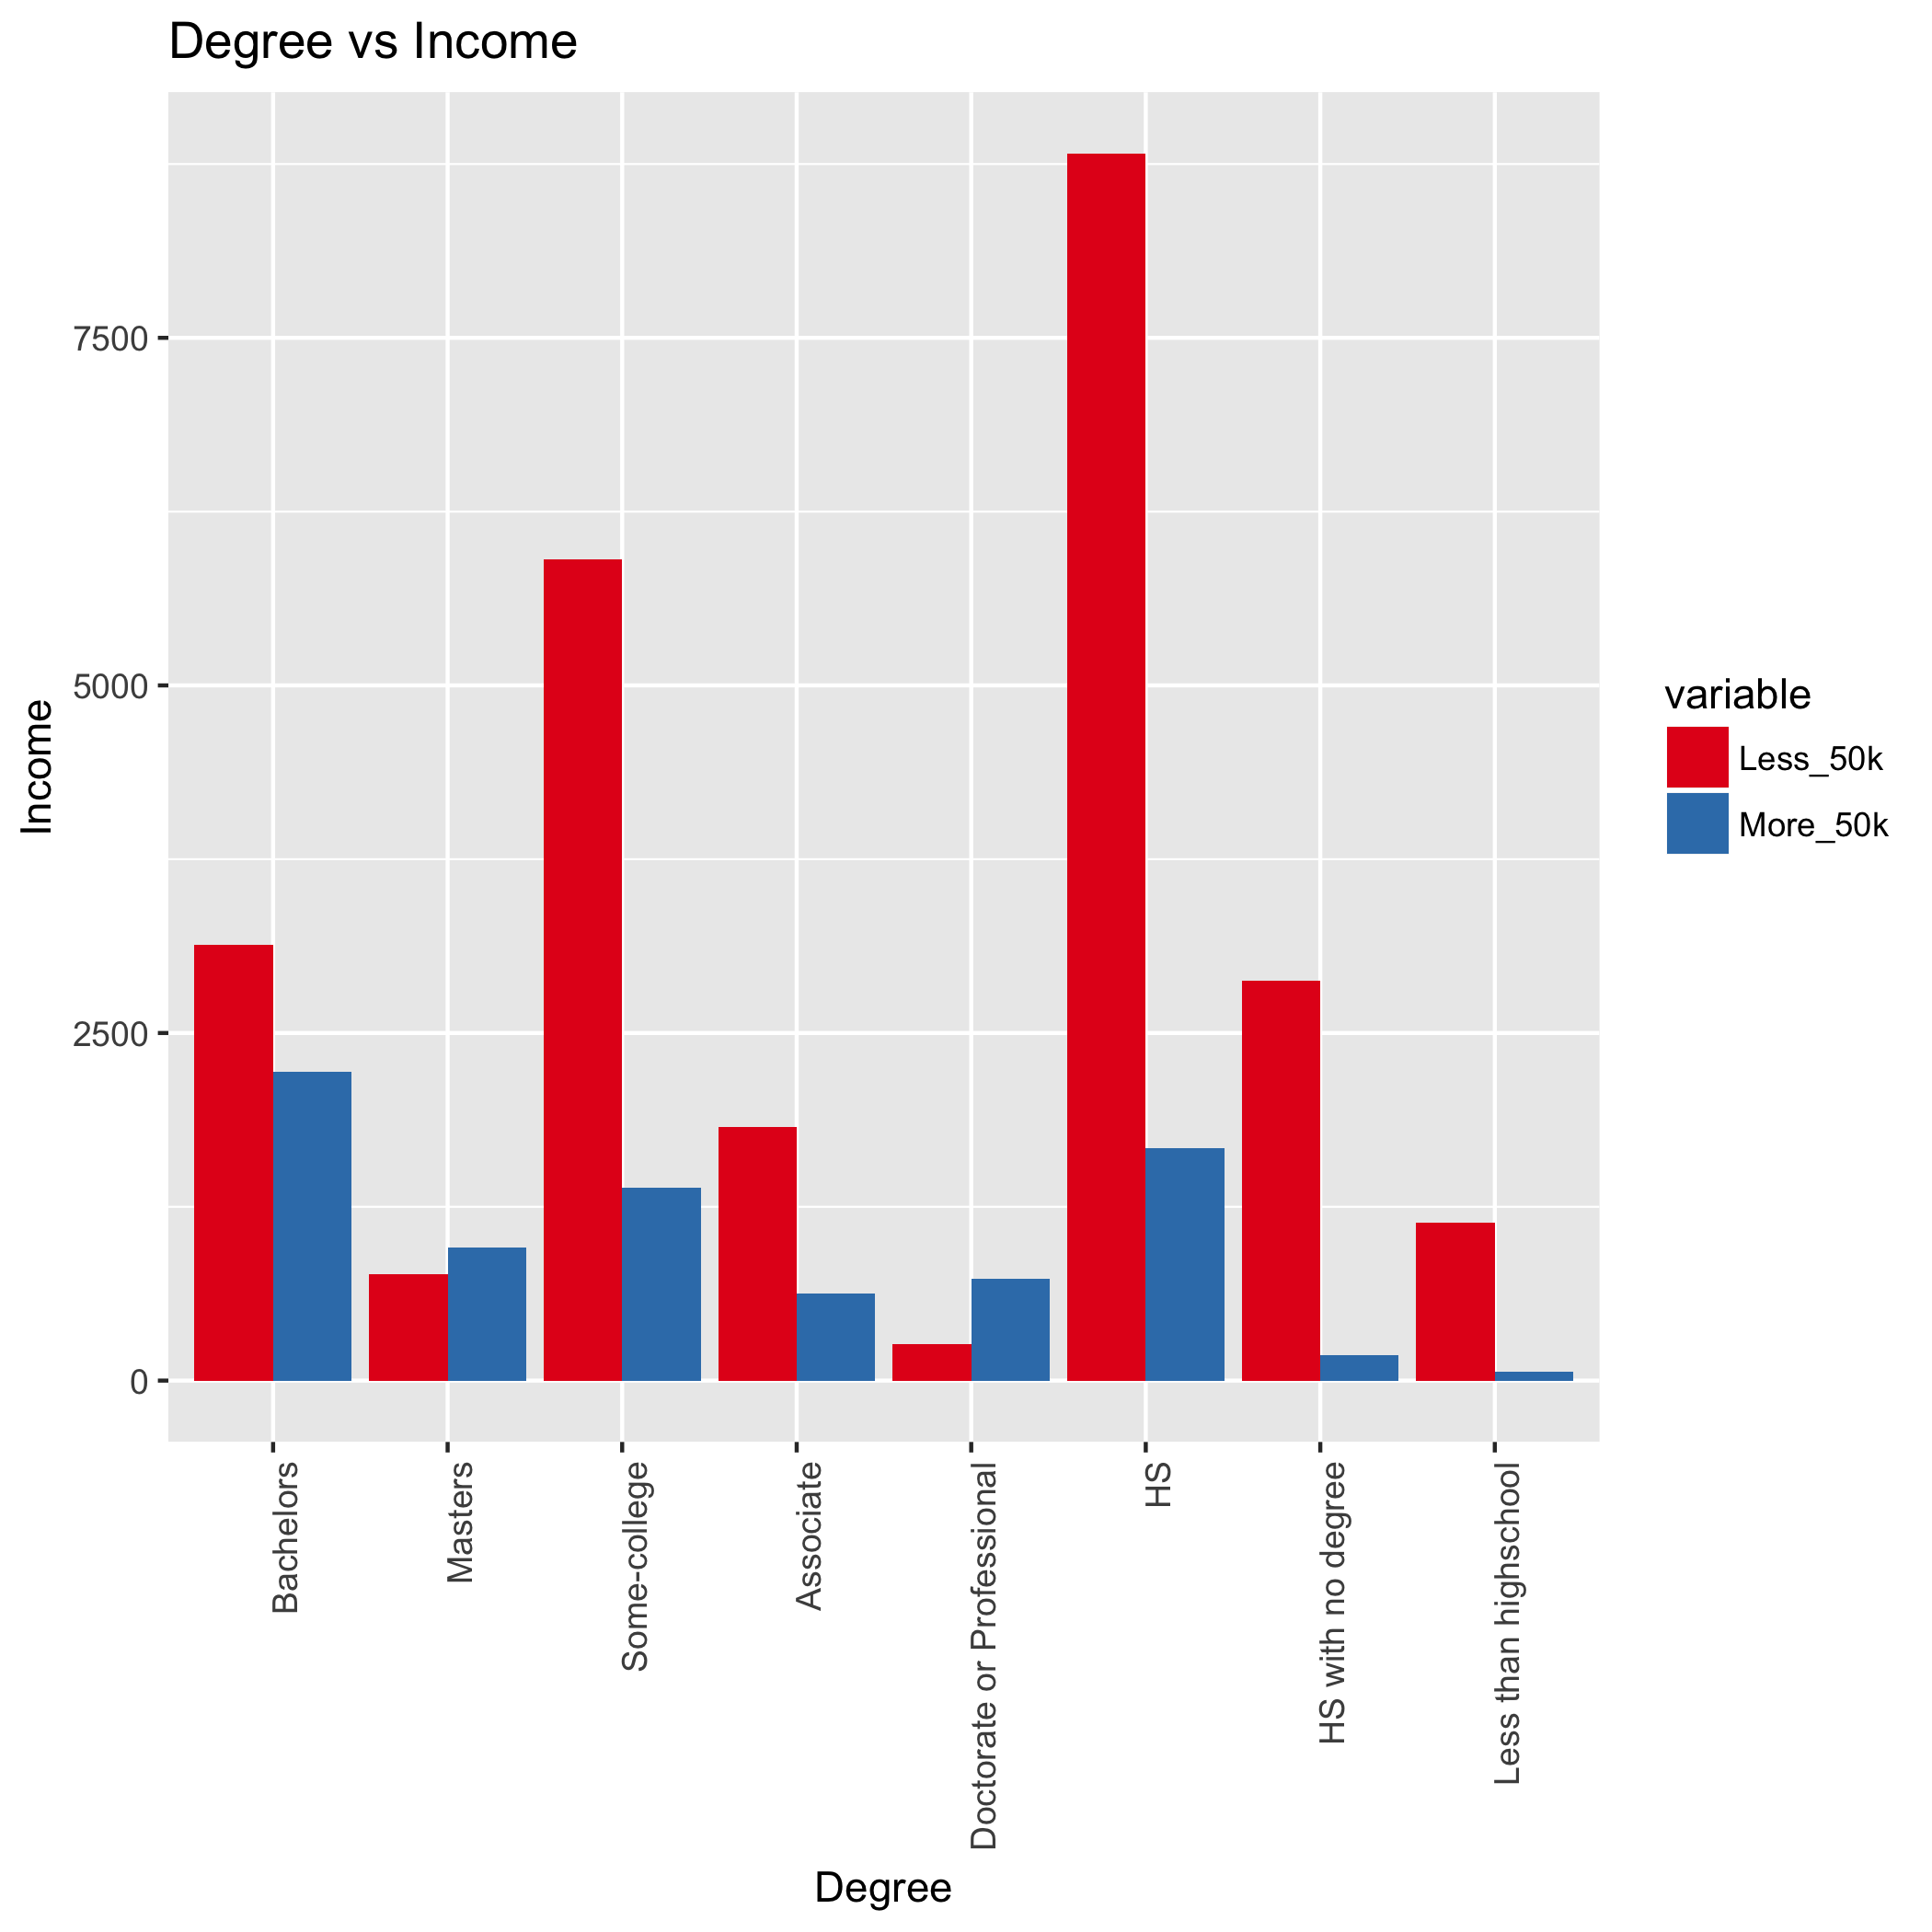 Degree vs Income
Income
7500
5000
2500
0
Bachelors
Masters
Some-college
Associate
Doctorate or Professional
HS
HS with no degree
Less than highschool
Degree
variable
Less_50k
More_50k